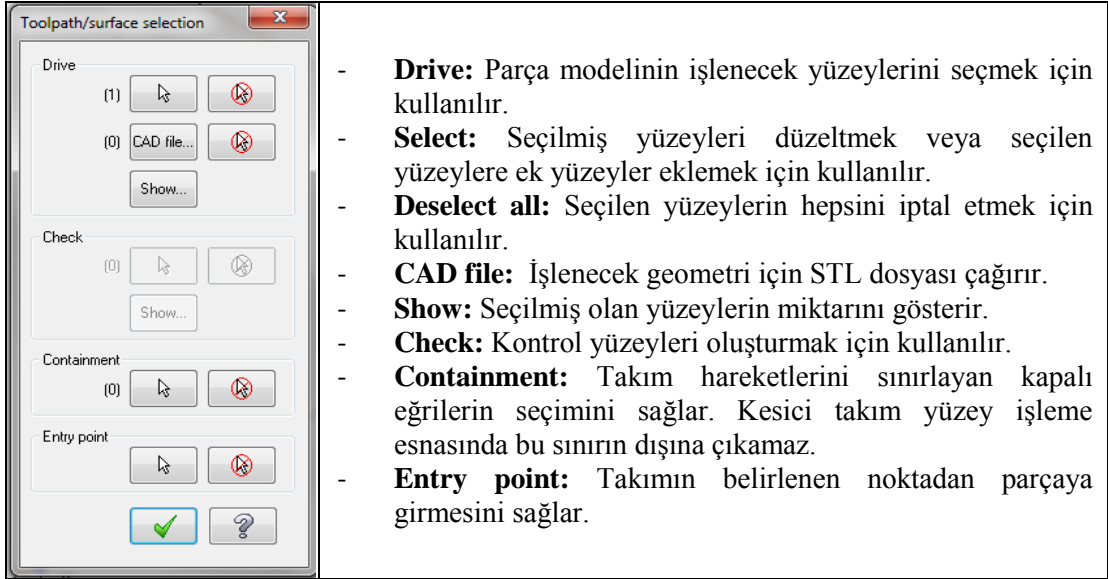 Toolpath/surface selection
Drive
(1)
(0) CAD file...
Show...
Check
(0)
Show...
Containment
(0)
Entry point
- Drive: Parça modelinin işlenecek yüzeylerini seçmek için
kullanılır.
- Select: Seçilmiş yüzeyleri düzeltmek veya seçilen
yüzeylere ek yüzeyler eklemek için kullanılır.
- Deselect all: Seçilen yüzeylerin hepsini iptal etmek için
kullanılır.
- CAD file: İşlenecek geometri için STL dosyası çağırır.
- Show: Seçilmiş olan yüzeylerin miktarını gösterir.
- Check: Kontrol yüzeyleri oluşturmak için kullanılır.
- Containment: Takım hareketlerini sınırlayan kapalı
eğrilerin seçimini sağlar. Kesici takım yüzey işleme
esnasında bu sınırın dışına çıkamaz.
- Entry point: Takımın belirlenen noktadan parçaya
girmesini sağlar.